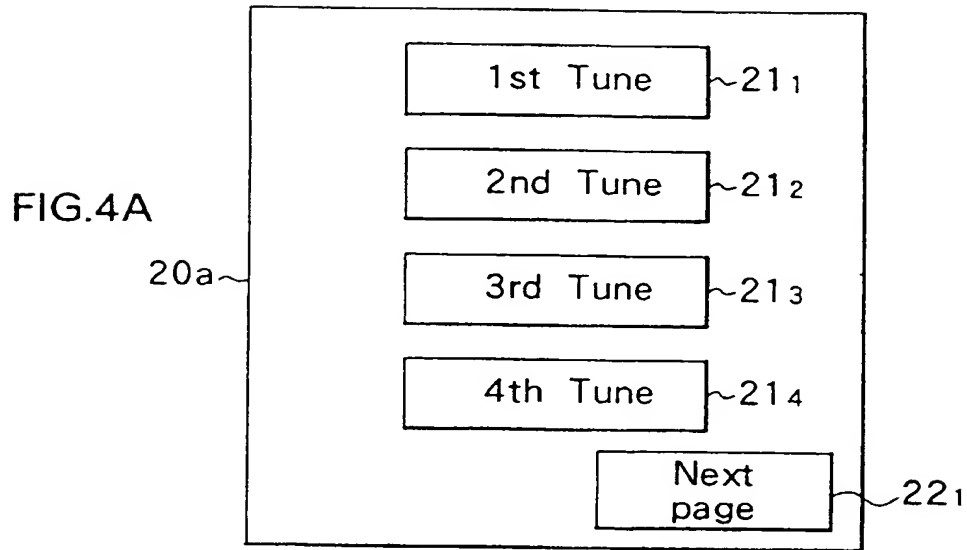 1st Tune 21₁
2nd Tune 21₂
FIG.4A
20a
3rd Tune 21₃
4th Tune 21₄
Next
page
22₁